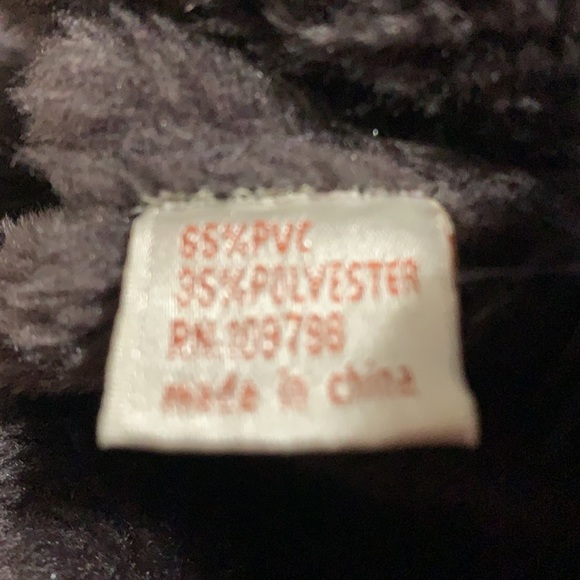 65%PVC
35%POLYESTER
RN:109798
made in china